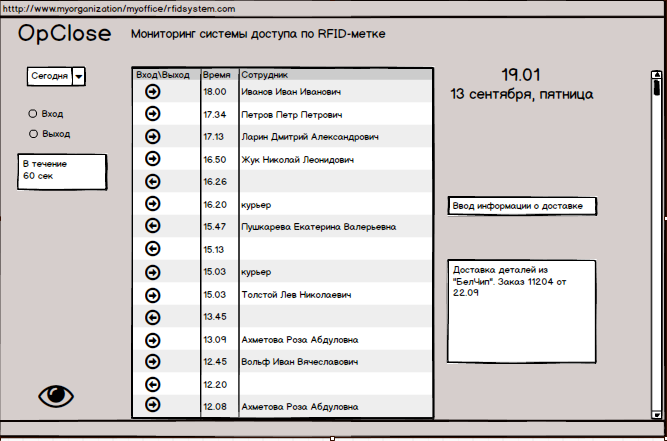 http://www.myorganization/myoffice/rfidsystem.com
OpClose
Мониторинг системы доступа по RFID-метке
Сегодня
Вход
Выход
В течение
60 сек
Вход\Выход Время Сотрудник
18.00 Иванов Иван Иванович
17.34 Петров Петр Петрович
17.13 Ларин Дмитрий Александрович
16.50 Жук Николай Леонидович
16.26
16.20 курьер
15.47 Пушкарева Екатерина Валерьевна
15.13
15.03 курьер
15.03 Толстой Лев Николаевич
13.45
13.09 Ахметова Роза Абдуловна
12.45 Вольф Иван Вячеславович
12.20
12.08 Ахметова Роза Абдуловна
19.01
13 сентября, пятница
Ввод информации о доставке
Доставка деталей из
"БелЧип". Заказ 11204 от
22.09